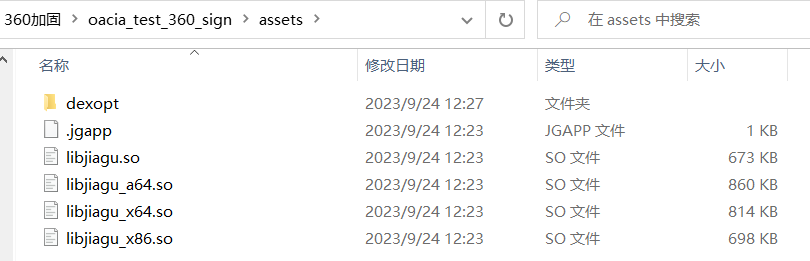 360加固 > oacia_test_360_sign > assets >
在 assets 中搜索
名称 修改日期 类型 大小
dexopt 2023/9/24 12:27 文件夹
.jgapp 2023/9/24 12:23 JGAPP 文件 1 KB
libjiagu.so 2023/9/24 12:23 SO 文件 673 KB
libjiagu_a64.so 2023/9/24 12:23 SO 文件 860 KB
libjiagu_x64.so 2023/9/24 12:23 SO 文件 814 KB
libjiagu_x86.so 2023/9/24 12:23 SO 文件 698 KB